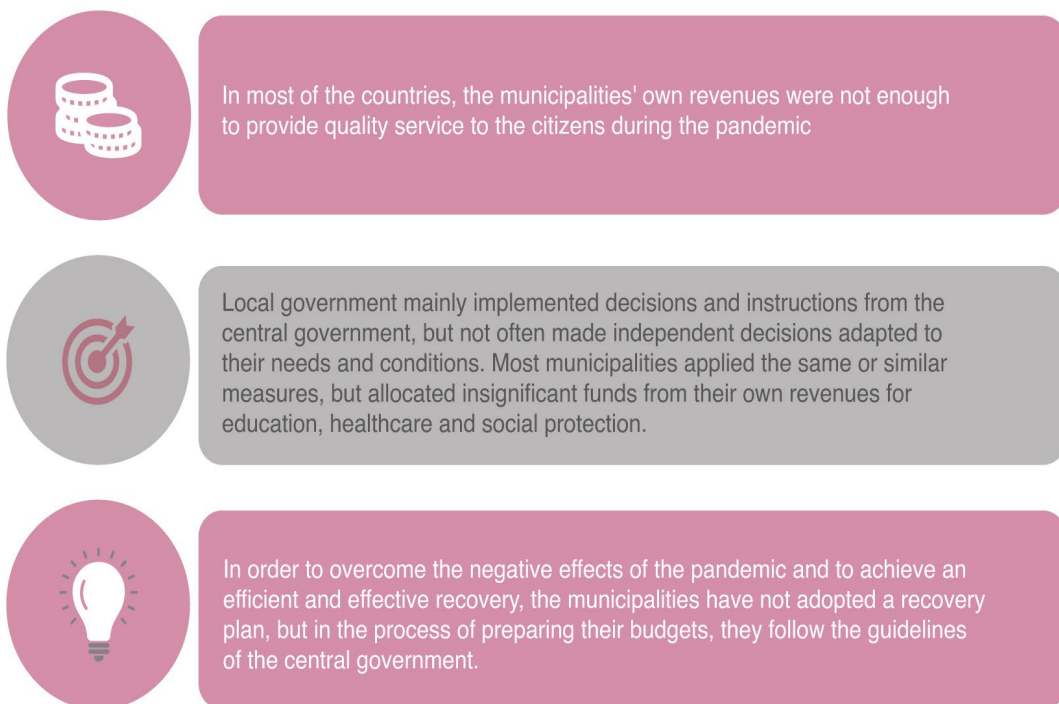 In most of the countries, the municipalities' own revenues were not enough
to provide quality service to the citizens during the pandemic
Local government mainly implemented decisions and instructions from the
central government, but not often made independent decisions adapted to
their needs and conditions. Most municipalities applied the same or similar
measures, but allocated insignificant funds from their own revenues for
education, healthcare and social protection.
In order to overcome the negative effects of the pandemic and to achieve an
efficient and effective recovery, the municipalities have not adopted a recovery
plan, but in the process of preparing their budgets, they follow the guidelines
of the central government.